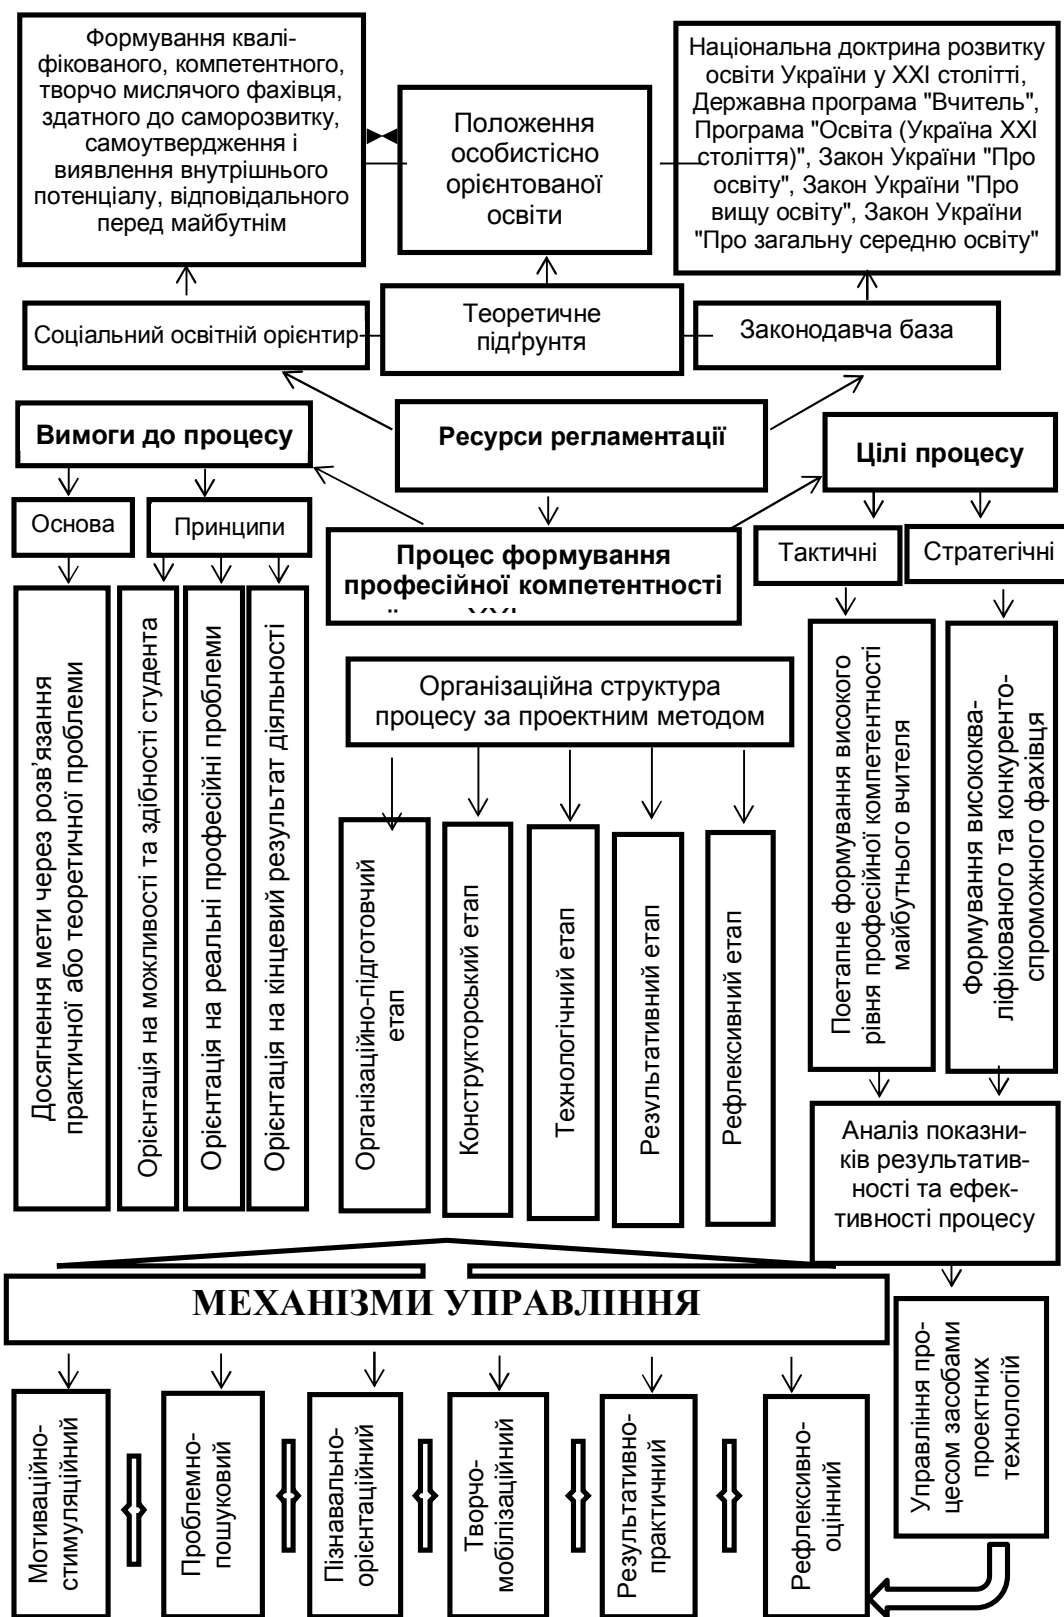 Формування квалі-
фікованого, компетентного,
творчо мислячого фахівця,
здатного до саморозвитку,
самоутвердження і
виявлення внутрішнього
потенціалу, відповідального
перед майбутнім
Положення
особистісно
орієнтованої
освіти
Національна доктрина розвитку
освіти України у XXI столітті,
Державна програма "Вчитель",
Програма "Освіта (Україна XXI
століття)", Закон України "Про
освіту", Закон України "Про
вищу освіту", Закон України
"Про загальну середню освіту"
Соціальний освітній орієнтир
Теоретичне
підґрунтя
Законодавча база
Вимоги до процесу
Ресурси регламентації
Цілі процесу
Основа
Принципи
Процес формування
професійної компетентності
Тактичні
Стратегічні
Досягнення мети через розв’язання
практичної або теоретичної проблеми
Орієнтація на можливості та здібності студента
Орієнтація на реальні професійні проблеми
Орієнтація на кінцевий результат діяльності
Організаційна структура
процесу за проектним методом
Організаційно-підготовчий
етап
Конструкторський етап
Технологічний етап
Результативний етап
Рефлексивний етап
Поетапне формування високого
рівня професійної компетентності
майбутнього вчителя
Формування висококва-
ліфікованого та конкуренто-
спроможного фахівця
Аналіз показни-
ків результатив-
ності та ефек-
тивності процесу
МЕХАНІЗМИ УПРАВЛІННЯ
Управління про-
цесом засобами
проектних
технологій
Мотиваційно-
стимуляційний
Проблемно-
пошуковий
Пізнавально-
орієнтаційний
Творчо-
мобілізаційний
Результативно-
практичний
Рефлексивно-
оцінний